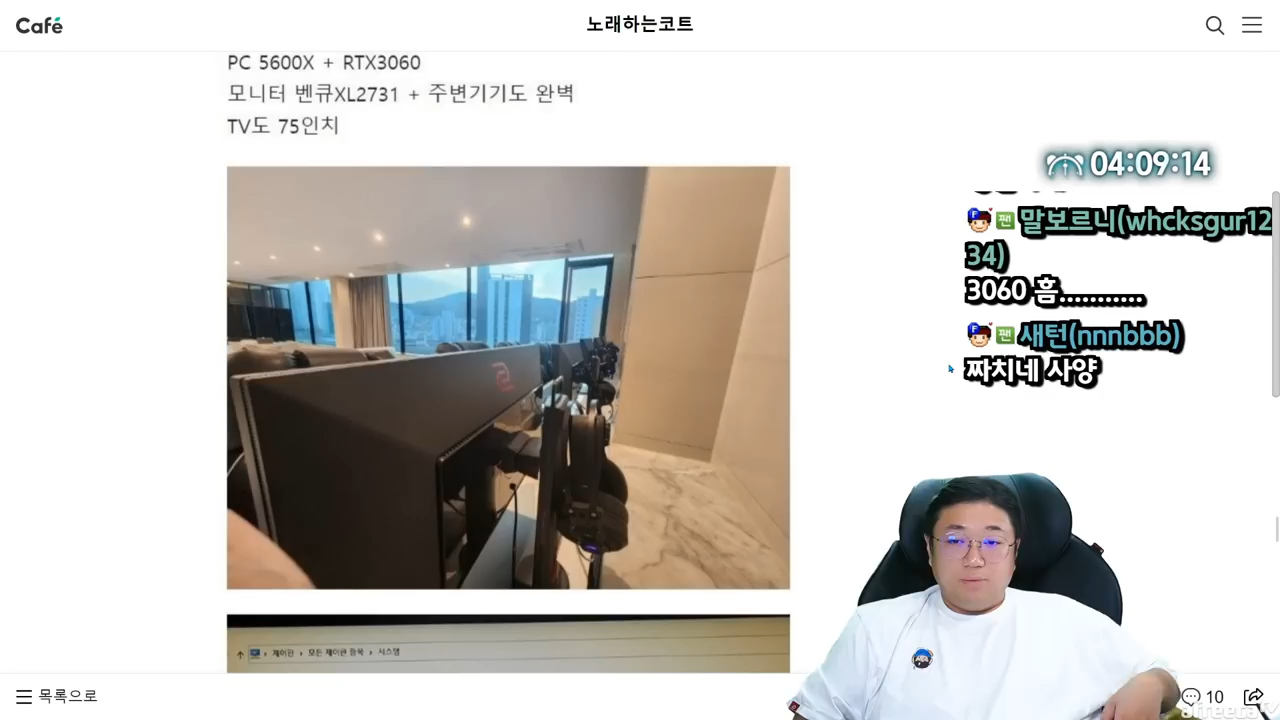 Café
노래하는코트
PC 5600X + RTX3060
모니터 벤큐XL2731 + 주변기기도 완벽
TV도 75인치
04:09:14
팬 말보르니(whcksgur12
34)
3060 흠...........
팬 새턴(nnnbbb)
짜치네 사양
제어판 › 모든 제어판 항목 › 시스템
목록으로
10
afreecaTV